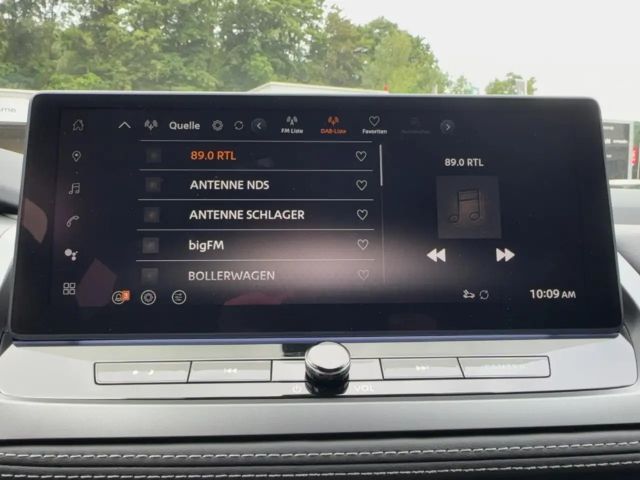 Quelle
FM-Liste
DAB-Liste
Favoriten
89.0 RTL
ANTENNE NDS
ANTENNE SCHLAGER
bigFM
BOLLERWAGEN
89.0 RTL
3
10:09 AM
VOL